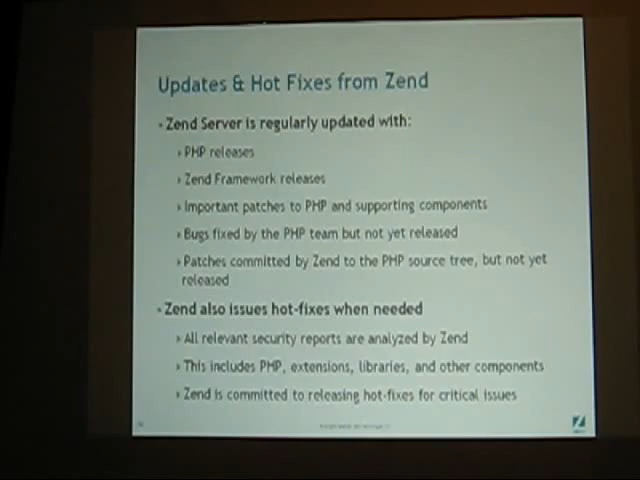 Updates & Hot Fixes from Zend
Zend Server is regularly updated with:
PHP releases
Zend Framework releases
Important patches to PHP and supporting components
Bugs fixed by the PHP team but not yet released
Patches committed by Zend to the PHP source tree, but not yet
released
Zend also issues hot-fixes when needed
All relevant security reports are analyzed by Zend
This includes PHP, extensions, libraries, and other components
Zend is committed to releasing hot-fixes for critical issues